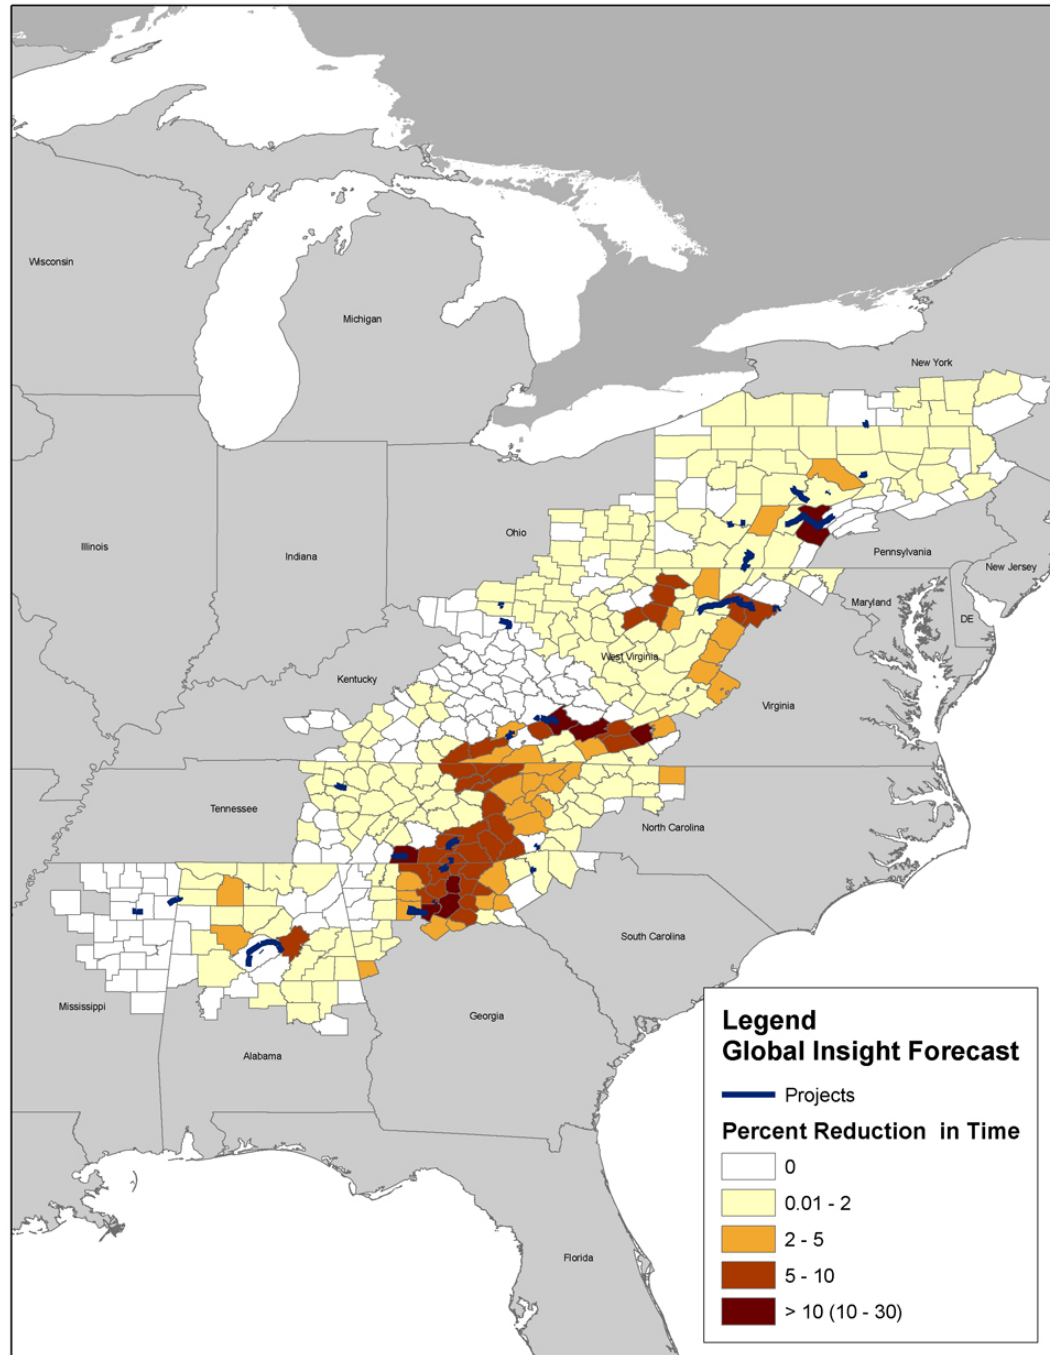 Wisconsin
Michigan
New York
Illinois
Indiana
Ohio
Pennsylvania
New Jersey
Maryland
DE
West Virginia
Kentucky
Virginia
Tennessee
North Carolina
South Carolina
Mississippi
Alabama
Georgia
Florida
Legend
Global Insight Forecast
Projects
Percent Reduction in Time
0
0.01 - 2
2 - 5
5 - 10
> 10 (10 - 30)